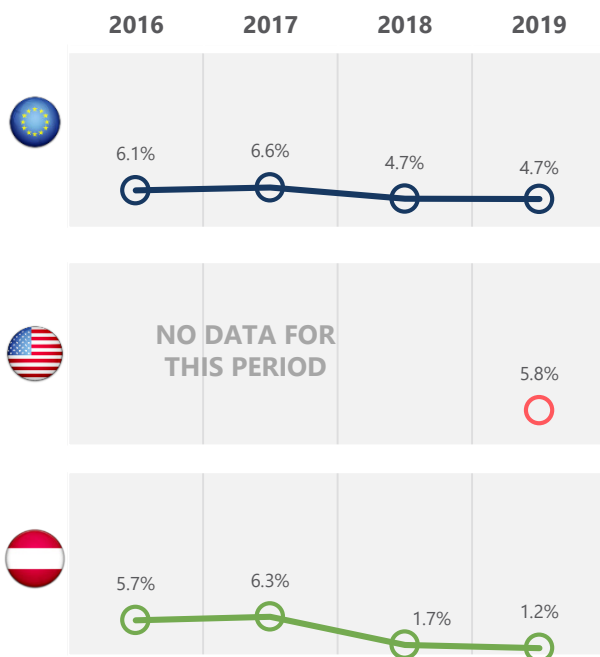 2016 2017 2018 2019
6.1% 6.6% 4.7% 4.7%
NO DATA FOR
THIS PERIOD
5.8%
5.7% 6.3% 1.7% 1.2%